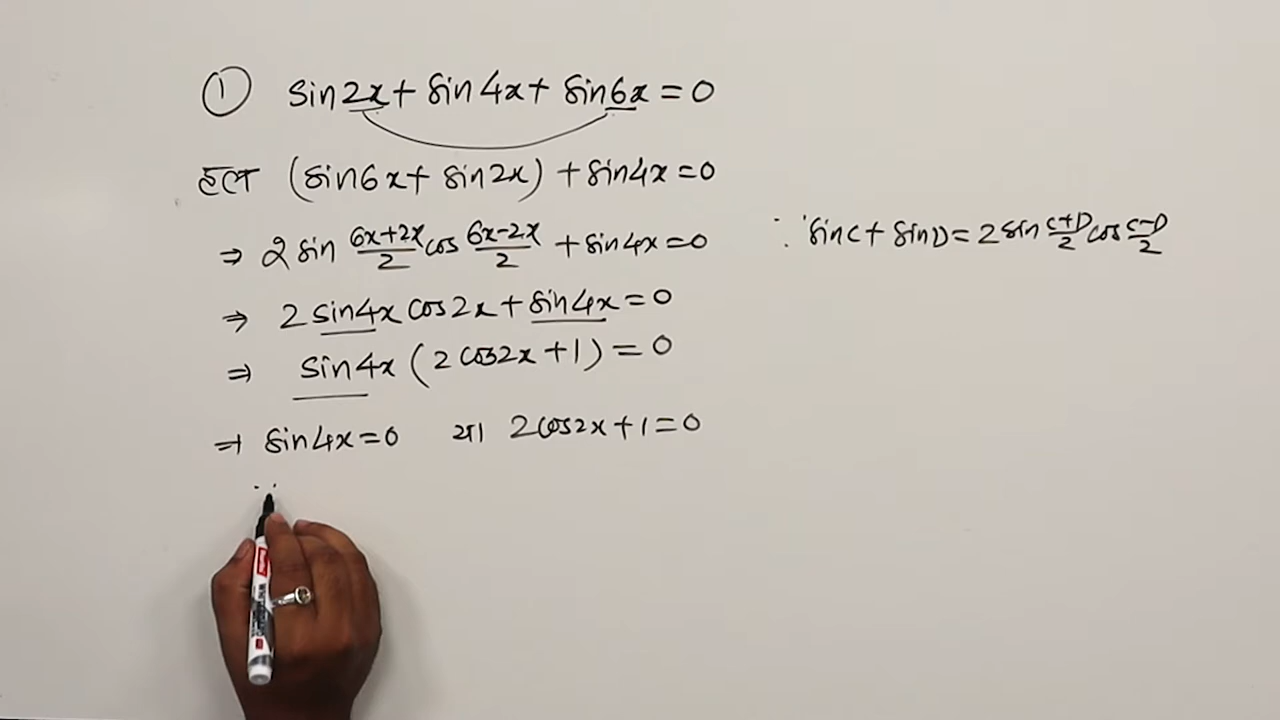 ① sin2x + sin4x + sin6x = 0
हल (sin6x + sin2x) + sin4x = 0
⇒ 2 sin (6x+2x)/2 cos (6x-2x)/2 + sin4x = 0
∵ sinC + sinD = 2 sin (C+D)/2 cos (C-D)/2
⇒ 2 sin4x cos2x + sin4x = 0
⇒ sin4x (2 cos2x + 1) = 0
⇒ sin4x = 0 या 2cos2x + 1 = 0